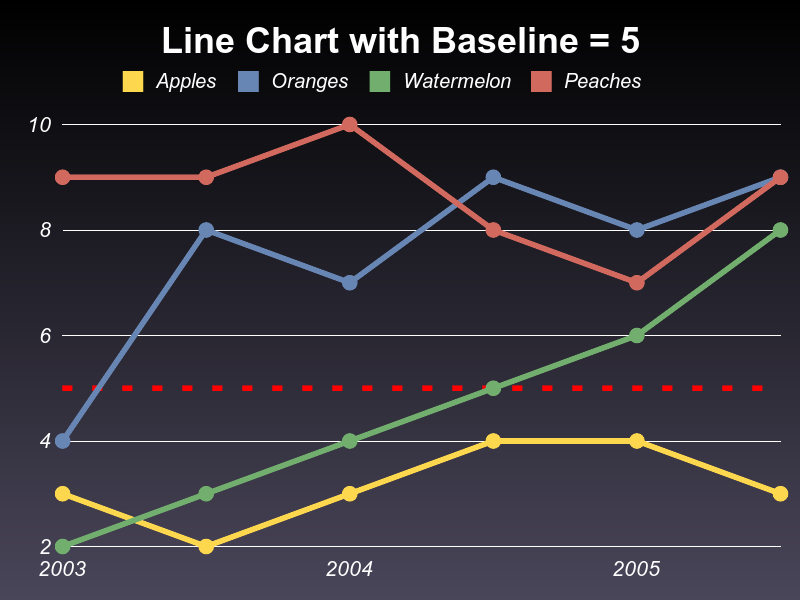 Line Chart with Baseline = 5
Apples Oranges Watermelon Peaches
10
8
6
4
2
2003 2004 2005